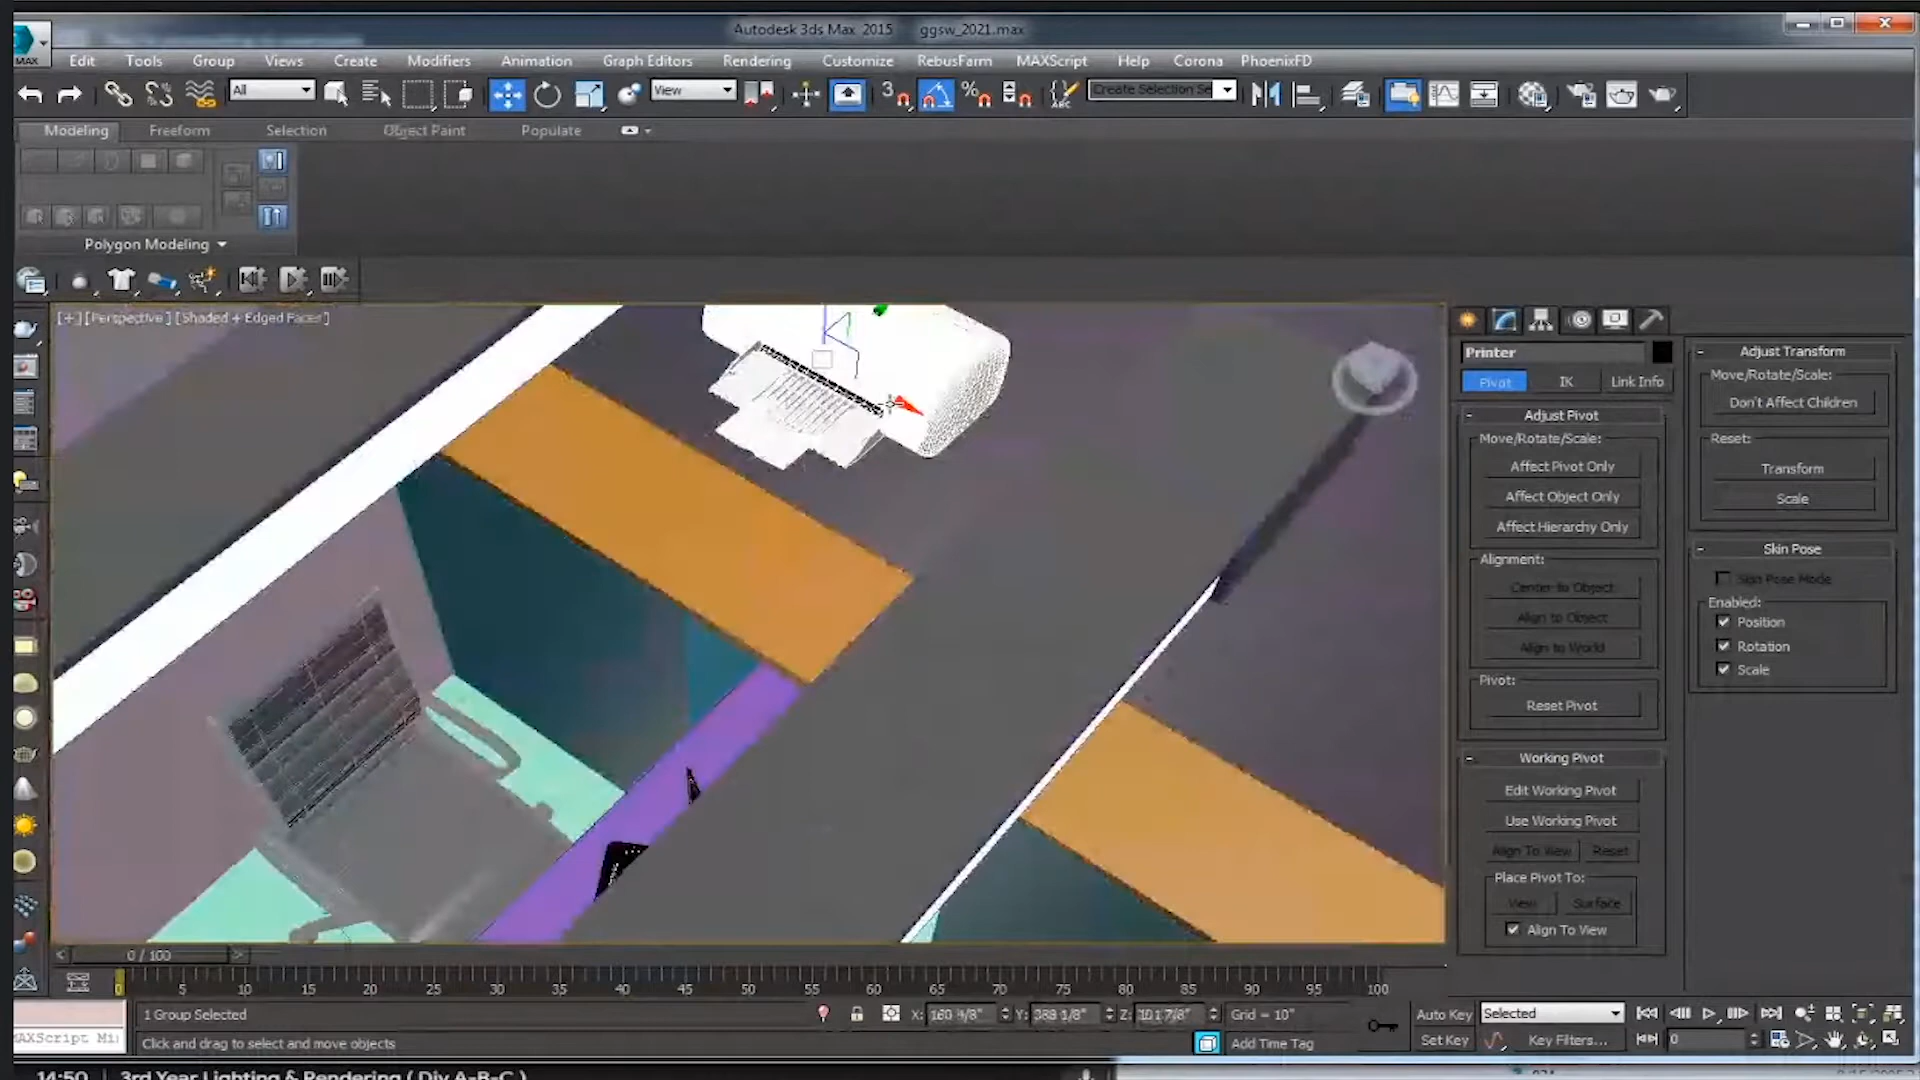 Autodesk 3ds Max 2015 ggsw_2021.max
MAX
Edit Tools Group Views Create Modifiers Animation Graph Editors Rendering Customize RebusFarm MAXScript Help Corona PhoenixFD
All View 3 % ABC Create Selection Se
Modeling Freeform Selection Object Paint Populate
Polygon Modeling
[+] [Perspective] [Shaded + Edged Faces]
Printer
Pivot IK Link Info
- Adjust Pivot
Move/Rotate/Scale:
Affect Pivot Only
Affect Object Only
Affect Hierarchy Only
Alignment:
Center to Object
Align to Object
Align to World
Pivot:
Reset Pivot
- Working Pivot
Edit Working Pivot
Use Working Pivot
Align To View Reset
Place Pivot To:
View Surface
Align To View
- Adjust Transform
Move/Rotate/Scale:
Don't Affect Children
Reset:
Transform
Scale
- Skin Pose
Skin Pose Mode
Enabled:
Position
Rotation
Scale
< 0 / 100 >
0 5 10 15 20 25 30 35 40 45 50 55 60 65 70 75 80 85 90 95 100
1 Group Selected X: Y: Z: Grid = 10" Auto Key Selected
MAXScript Mi Click and drag to select and move objects Add Time Tag Set Key Key Filters... 0
14:50 | 3rd Year Lighting & Rendering ( Div A-B-C )